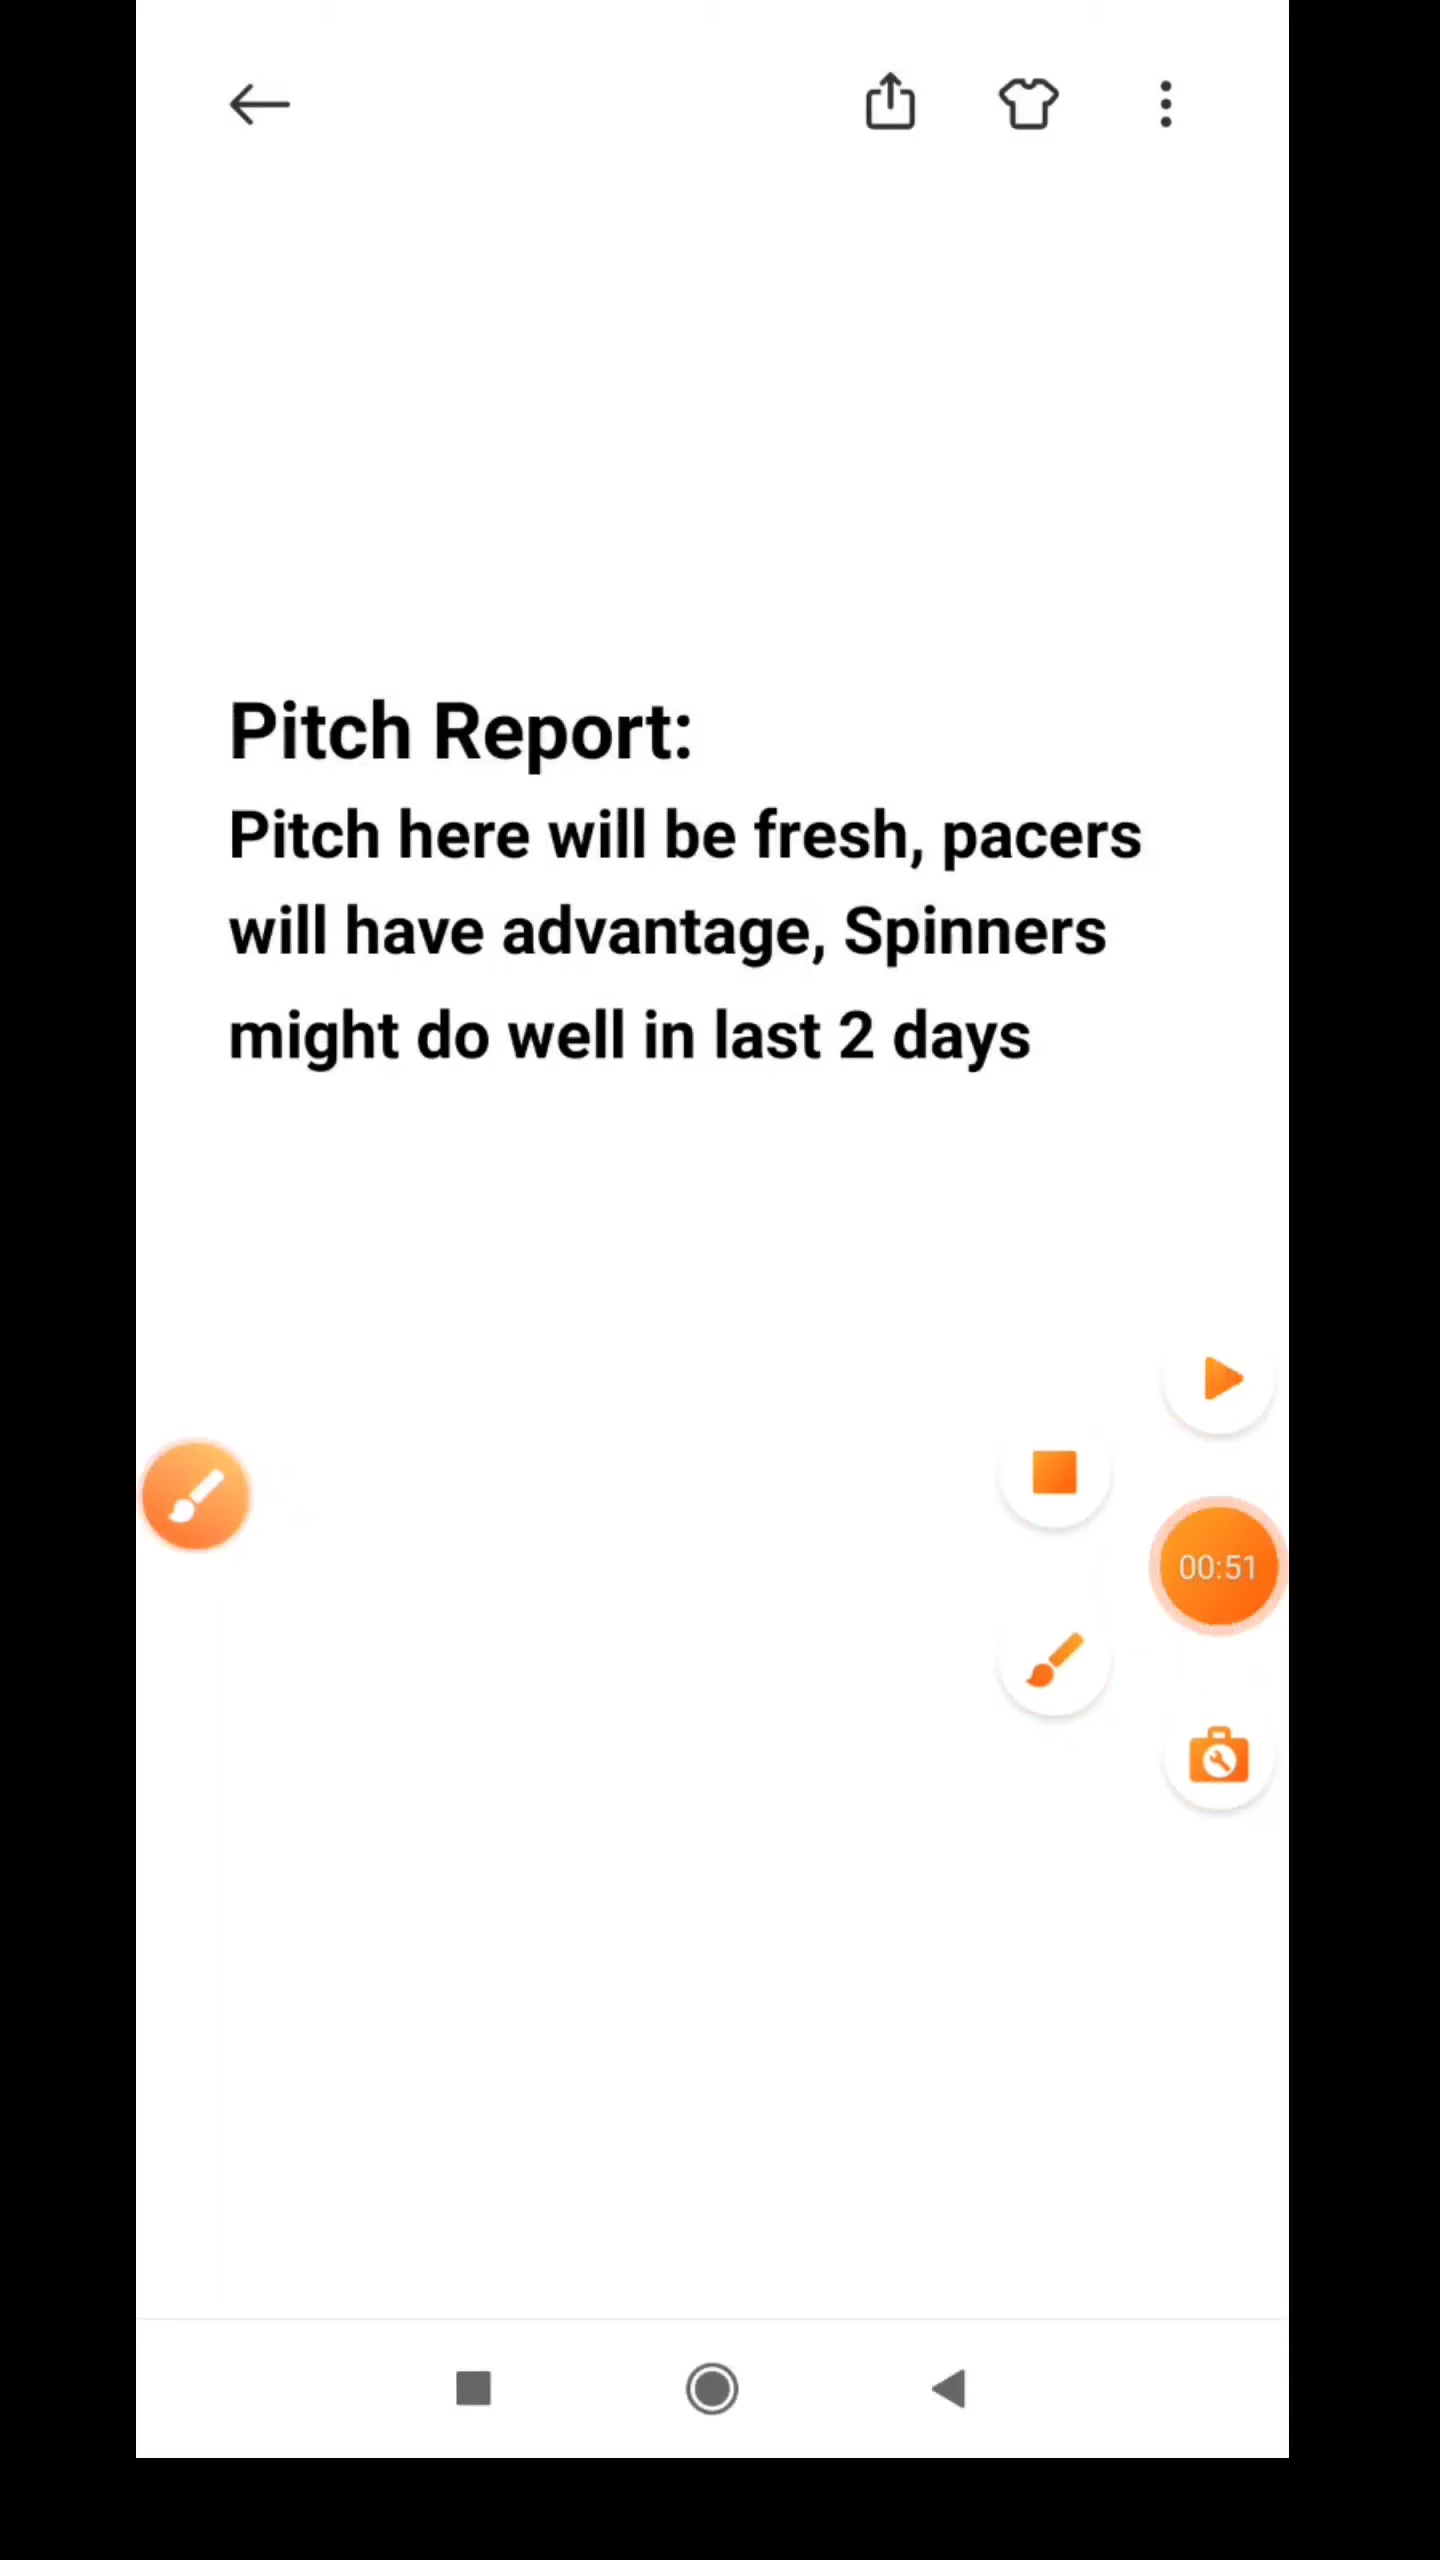 Pitch Report:
Pitch here will be fresh, pacers
will have advantage, Spinners
might do well in last 2 days
00:51